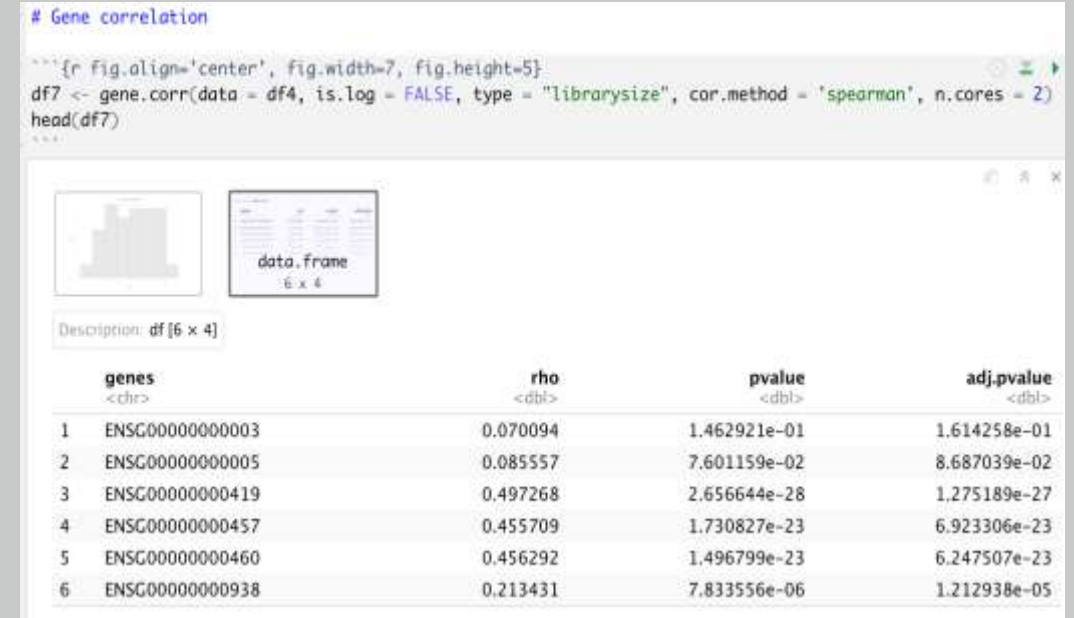 # Gene correlation
```{r fig.align='center', fig.width=7, fig.height=5}
df7 <- gene.corr(data = df4, is.log = FALSE, type = "librarysize", cor.method = 'spearman', n.cores = 2)
head(df7)
```
data.frame
6 x 4
Description: df [6 × 4]
genes rho pvalue adj.pvalue
<chr> <dbl> <dbl> <dbl>
1 ENSG00000000003 0.070094 1.462921e-01 1.614258e-01
2 ENSG00000000005 0.085557 7.601159e-02 8.687039e-02
3 ENSG00000000419 0.497268 2.656644e-28 1.275189e-27
4 ENSG00000000457 0.455709 1.730827e-23 6.923306e-23
5 ENSG00000000460 0.456292 1.496799e-23 6.247507e-23
6 ENSG00000000938 0.213431 7.833556e-06 1.212938e-05